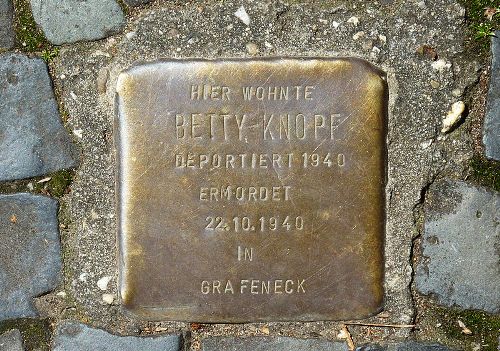 HIER WOHNTE
BETTY KNOPF
DEPORTIERT 1940
ERMORDET
22.10.1940
IN
GRAFENECK